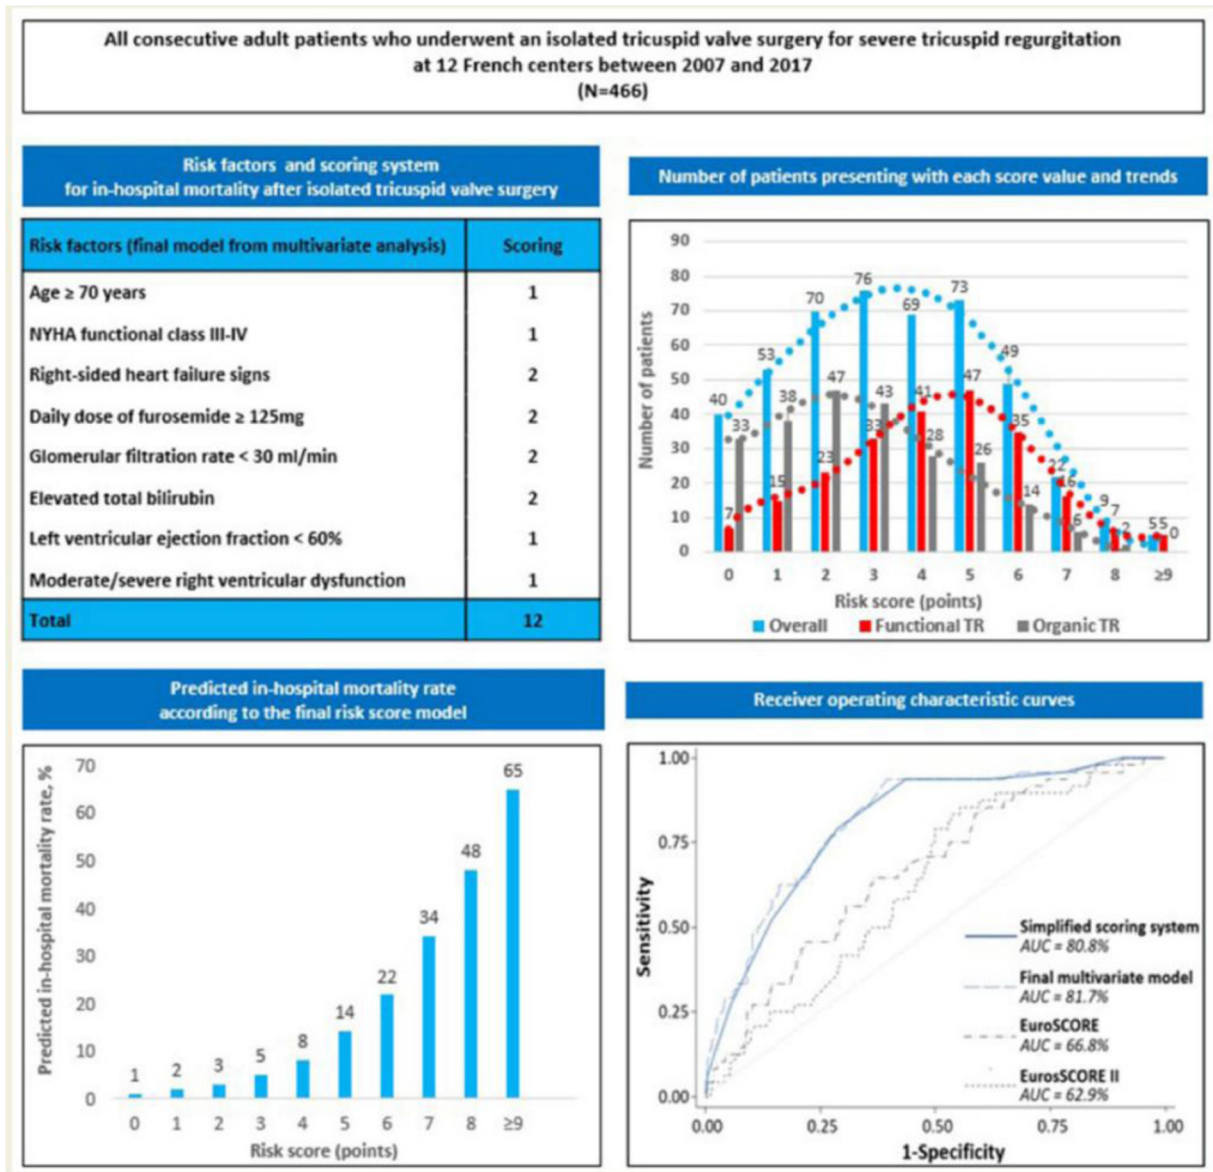 All consecutive adult patients who underwent an isolated tricuspid valve surgery for severe tricuspid regurgitation
at 12 French centers between 2007 and 2017
(N=466)
Risk factors and scoring system
for in-hospital mortality after isolated tricuspid valve surgery
Risk factors (final model from multivariate analysis) Scoring
Age ≥ 70 years 1
NYHA functional class III-IV 1
Right-sided heart failure signs 2
Daily dose of furosemide ≥ 125mg 2
Glomerular filtration rate < 30 ml/min 2
Elevated total bilirubin 2
Left ventricular ejection fraction < 60% 1
Moderate/severe right ventricular dysfunction 1
Total 12
Number of patients presenting with each score value and trends
Number of patients
90
80
70
60
50
40
30
20
10
0
40 7 33
53 15 38
70 23 47
76 33 43
69 41 28
73 47 26
49 35 14
22 16 6
9 7 2
5 5 0
0 1 2 3 4 5 6 7 8 ≥9
Risk score (points)
Overall Functional TR Organic TR
Predicted in-hospital mortality rate
according to the final risk score model
Predicted in-hospital mortality rate, %
70
60
50
40
30
20
10
0
1 2 3 5 8 14 22 34 48 65
0 1 2 3 4 5 6 7 8 ≥9
Risk score (points)
Receiver operating characteristic curves
Sensitivity
1.00
0.75
0.50
0.25
0.00
Simplified scoring system
AUC = 80.8%
Final multivariate model
AUC = 81.7%
EuroSCORE
AUC = 66.8%
EurosSCORE II
AUC = 62.9%
0.00 0.25 0.50 0.75 1.00
1-Specificity